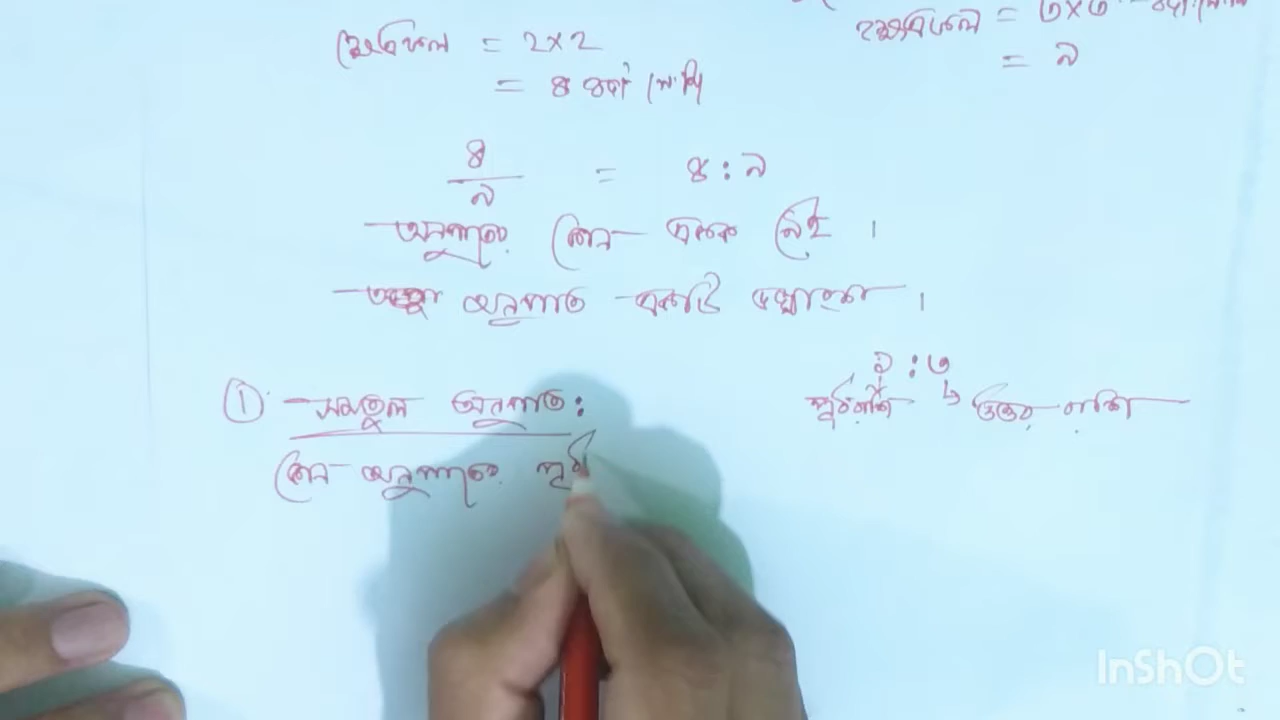 ক্ষেত্রফল = ২×২
= ৪ বর্গ সে.মি
ক্ষেত্রফল = ৩×৩
= ৯
৪/৯ = ৪:৯
অনুপাতের কোন একক নেই ।
অনুপাত একটি ভগ্নাংশ ।
২:৩
পূর্বরাশি উত্তর রাশি
① সমতুল অনুপাত:
কোন অনুপাতের পূর্ব
InShOt